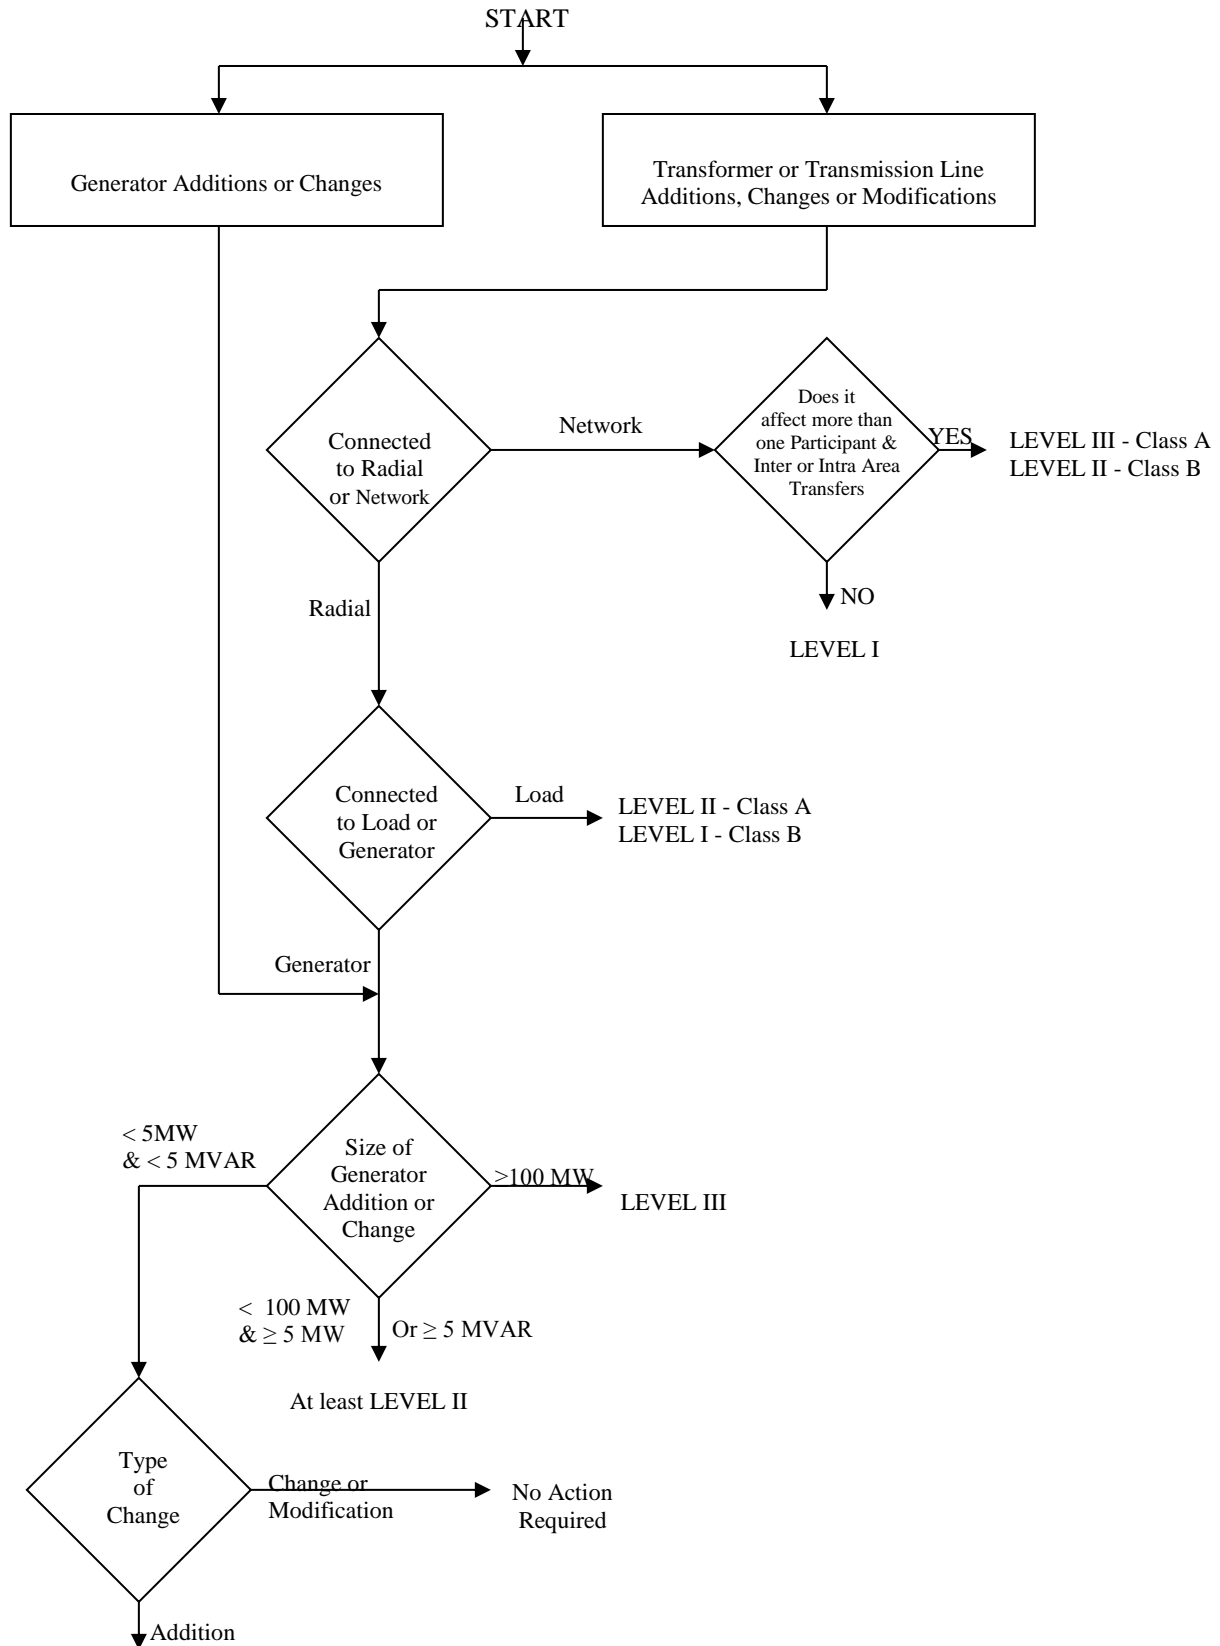 START
Generator Additions or Changes
Transformer or Transmission Line
Additions, Changes or Modifications
Connected
to Radial
or Network
Network
Does it
affect more than
one Participant &
Inter or Intra Area
Transfers
YES
LEVEL III - Class A
LEVEL II - Class B
NO
LEVEL I
Radial
Connected
to Load or
Generator
Load
LEVEL II - Class A
LEVEL I - Class B
Generator
< 5MW
& < 5 MVAR
Size of
Generator
Addition or
Change
>100 MW
LEVEL III
< 100 MW
& ≥ 5 MW
Or ≥ 5 MVAR
At least LEVEL II
Type
of
Change
Change or
Modification
No Action
Required
Addition